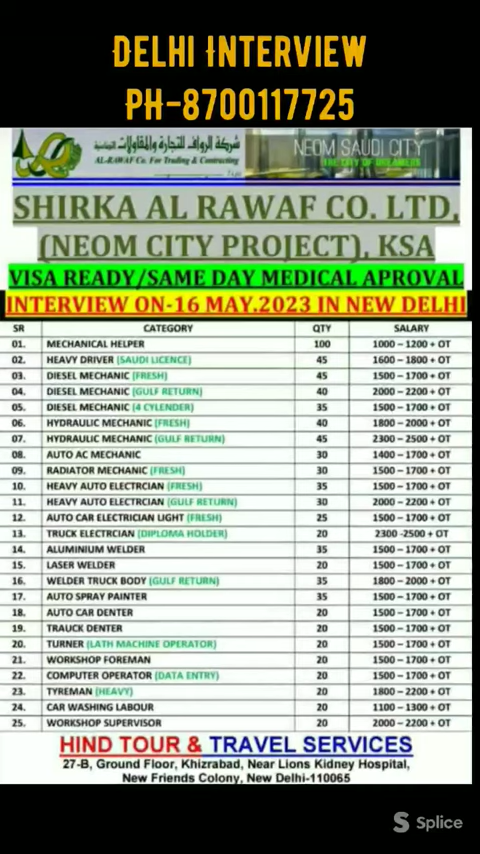 DELHI INTERVIEW
PH-8700117725
شركة الرواف للتجارة والمقاولات
AL-RAWAF Co. For Trading & Contracting
NEOM SAUDI CITY
THE CITY OF DREAMERS
SHIRKA AL RAWAF CO. LTD.
(NEOM CITY PROJECT), KSA
VISA READY/SAME DAY MEDICAL APROVAL
INTERVIEW ON-16 MAY.2023 IN NEW DELHI
SR CATEGORY QTY SALARY
01. MECHANICAL HELPER 100 1000 – 1200 + OT
02. HEAVY DRIVER (SAUDI LICENCE) 45 1600 – 1800 + OT
03. DIESEL MECHANIC (FRESH) 45 1500 – 1700 + OT
04. DIESEL MECHANIC (GULF RETURN) 40 2000 – 2200 + OT
05. DIESEL MECHANIC (4 CYLENDER) 35 1500 – 1700 + OT
06. HYDRAULIC MECHANIC (FRESH) 40 1800 – 2000 + OT
07. HYDRAULIC MECHANIC (GULF RETURN) 45 2300 – 2500 + OT
08. AUTO AC MECHANIC 30 1400 – 1700 + OT
09. RADIATOR MECHANIC (FRESH) 30 1500 – 1700 + OT
10. HEAVY AUTO ELECTRCIAN (FRESH) 35 1500 – 1700 + OT
11. HEAVY AUTO ELECTRCIAN (GULF RETURN) 30 2000 – 2200 + OT
12. AUTO CAR ELECTRICIAN LIGHT (FRESH) 25 1500 – 1700 + OT
13. TRUCK ELECTRCIAN (DIPLOMA HOLDER) 20 2300 -2500 + OT
14. ALUMINIUM WELDER 35 1500 – 1700 + OT
15. LASER WELDER 20 1500 – 1700 + OT
16. WELDER TRUCK BODY (GULF RETURN) 35 1800 – 2000 + OT
17. AUTO SPRAY PAINTER 35 1500 – 1700 + OT
18. AUTO CAR DENTER 20 1500 – 1700 + OT
19. TRAUCK DENTER 20 1500 – 1700 + OT
20. TURNER (LATH MACHINE OPERATOR) 20 1500 – 1700 + OT
21. WORKSHOP FOREMAN 20 1500 – 1700 + OT
22. COMPUTER OPERATOR (DATA ENTRY) 20 1500 – 1700 + OT
23. TYREMAN (HEAVY) 20 1800 – 2200 + OT
24. CAR WASHING LABOUR 20 1100 – 1300 + OT
25. WORKSHOP SUPERVISOR 20 2000 – 2200 + OT
HIND TOUR & TRAVEL SERVICES
27-B, Ground Floor, Khizrabad, Near Lions Kidney Hospital,
New Friends Colony, New Delhi-110065
Splice